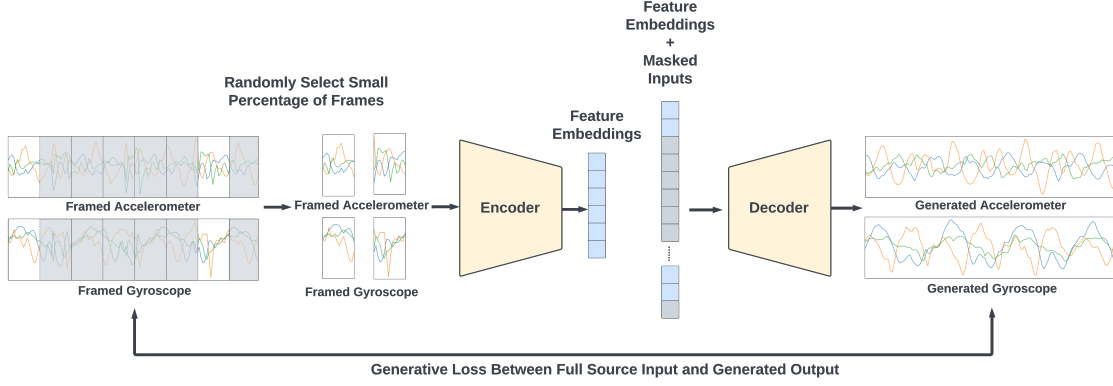 Randomly Select Small
Percentage of Frames
Feature
Embeddings
+
Masked
Inputs
Feature
Embeddings
Framed Accelerometer
Framed Gyroscope
Framed Accelerometer
Framed Gyroscope
Encoder
Decoder
Generated Accelerometer
Generated Gyroscope
Generative Loss Between Full Source Input and Generated Output